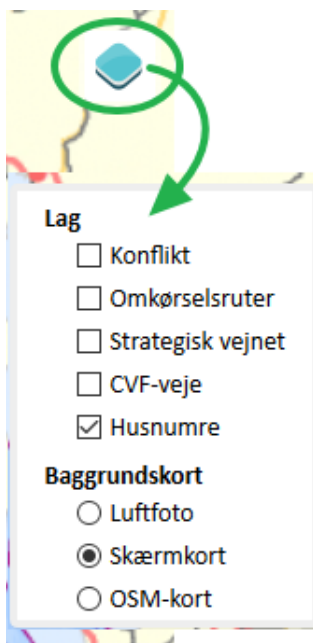 Lag
Konflikt
Omkørselsruter
Strategisk vejnet
CVF-veje
Husnumre
Baggrundskort
Luftfoto
Skærmkort
OSM-kort